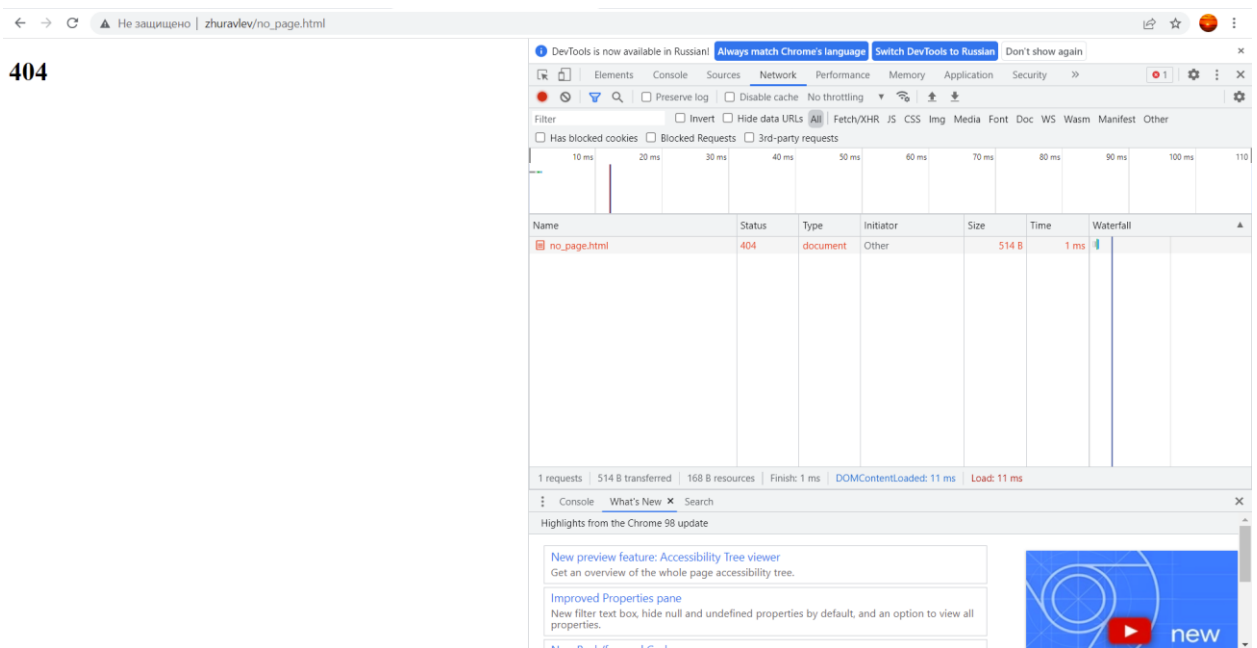 Не защищено | zhuravlev/no_page.html
404
DevTools is now available in Russian! Always match Chrome's language Switch DevTools to Russian Don't show again
Elements Console Sources Network Performance Memory Application Security 1
Preserve log Disable cache No throttling
Filter Invert Hide data URLs All Fetch/XHR JS CSS Img Media Font Doc WS Wasm Manifest Other
Has blocked cookies Blocked Requests 3rd-party requests
10 ms 20 ms 30 ms 40 ms 50 ms 60 ms 70 ms 80 ms 90 ms 100 ms 110
Name Status Type Initiator Size Time Waterfall
no_page.html 404 document Other 514 B 1 ms
1 requests 514 B transferred 168 B resources Finish: 1 ms DOMContentLoaded: 11 ms Load: 11 ms
Console What's New Search
Highlights from the Chrome 98 update
New preview feature: Accessibility Tree viewer
Get an overview of the whole page accessibility tree.
Improved Properties pane
New filter text box, hide null and undefined properties by default, and an option to view all
properties.
new